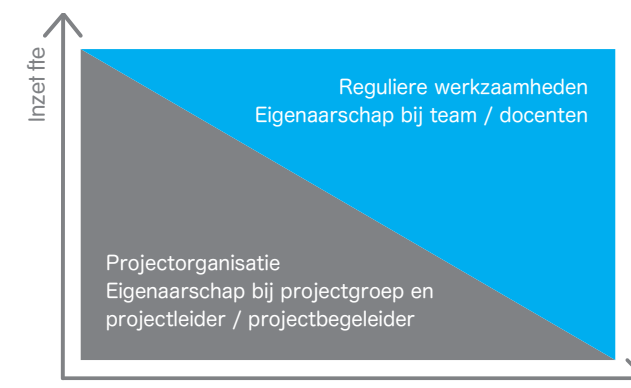 Inzet fte
Reguliere werkzaamheden
Eigenaarschap bij team / docenten
Projectorganisatie
Eigenaarschap bij projectgroep en
projectleider / projectbegeleider